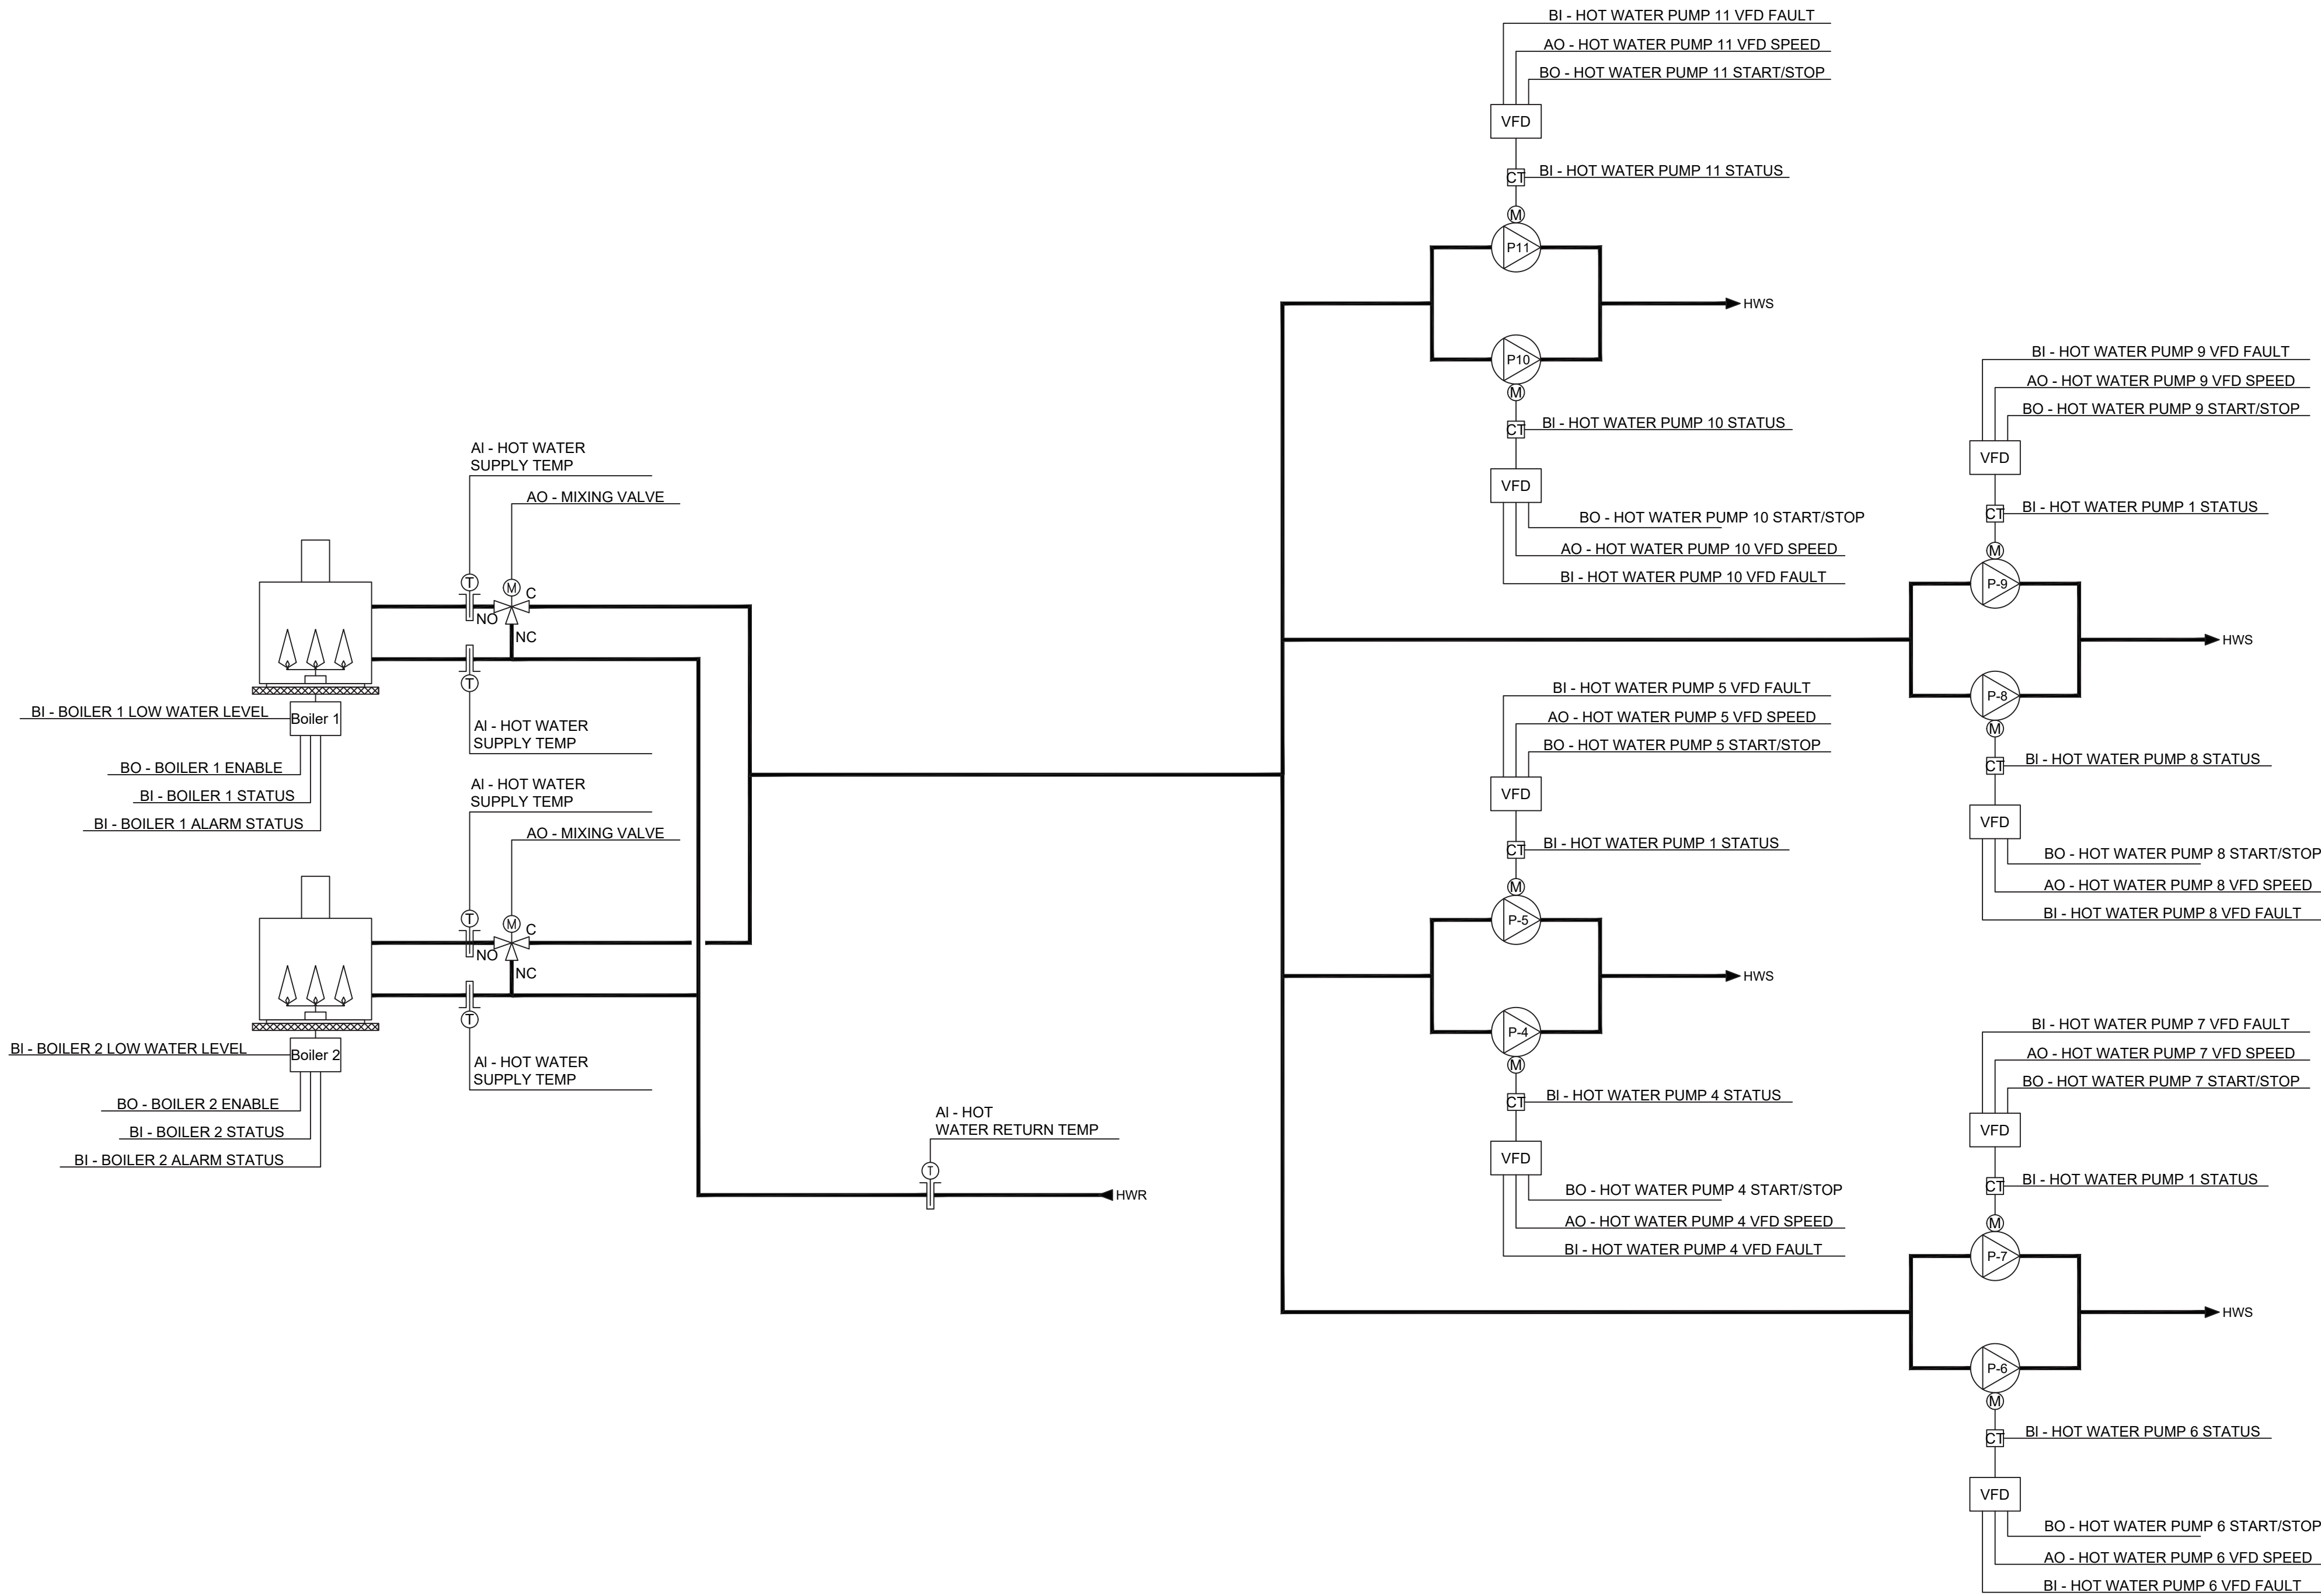 BI - HOT WATER PUMP 11 VFD FAULT
AO - HOT WATER PUMP 11 VFD SPEED
BO - HOT WATER PUMP 11 START/STOP
VFD
CT
BI - HOT WATER PUMP 11 STATUS
M
P11
HWS
P10
M
CT
BI - HOT WATER PUMP 10 STATUS
VFD
BO - HOT WATER PUMP 10 START/STOP
AO - HOT WATER PUMP 10 VFD SPEED
BI - HOT WATER PUMP 10 VFD FAULT
BI - HOT WATER PUMP 9 VFD FAULT
AO - HOT WATER PUMP 9 VFD SPEED
BO - HOT WATER PUMP 9 START/STOP
VFD
CT
BI - HOT WATER PUMP 1 STATUS
M
P-9
HWS
P-8
M
CT
BI - HOT WATER PUMP 8 STATUS
VFD
BO - HOT WATER PUMP 8 START/STOP
AO - HOT WATER PUMP 8 VFD SPEED
BI - HOT WATER PUMP 8 VFD FAULT
AI - HOT WATER
SUPPLY TEMP
AO - MIXING VALVE
T
M
C
NO
NC
T
AI - HOT WATER
SUPPLY TEMP
BI - BOILER 1 LOW WATER LEVEL
Boiler 1
BO - BOILER 1 ENABLE
BI - BOILER 1 STATUS
BI - BOILER 1 ALARM STATUS
AI - HOT WATER
SUPPLY TEMP
AO - MIXING VALVE
T
M
C
NO
NC
T
AI - HOT WATER
SUPPLY TEMP
BI - BOILER 2 LOW WATER LEVEL
Boiler 2
BO - BOILER 2 ENABLE
BI - BOILER 2 STATUS
BI - BOILER 2 ALARM STATUS
AI - HOT
WATER RETURN TEMP
T
HWR
BI - HOT WATER PUMP 5 VFD FAULT
AO - HOT WATER PUMP 5 VFD SPEED
BO - HOT WATER PUMP 5 START/STOP
VFD
CT
BI - HOT WATER PUMP 1 STATUS
M
P-5
HWS
P-4
M
CT
BI - HOT WATER PUMP 4 STATUS
VFD
BO - HOT WATER PUMP 4 START/STOP
AO - HOT WATER PUMP 4 VFD SPEED
BI - HOT WATER PUMP 4 VFD FAULT
BI - HOT WATER PUMP 7 VFD FAULT
AO - HOT WATER PUMP 7 VFD SPEED
BO - HOT WATER PUMP 7 START/STOP
VFD
CT
BI - HOT WATER PUMP 1 STATUS
M
P-7
HWS
P-6
M
CT
BI - HOT WATER PUMP 6 STATUS
VFD
BO - HOT WATER PUMP 6 START/STOP
AO - HOT WATER PUMP 6 VFD SPEED
BI - HOT WATER PUMP 6 VFD FAULT